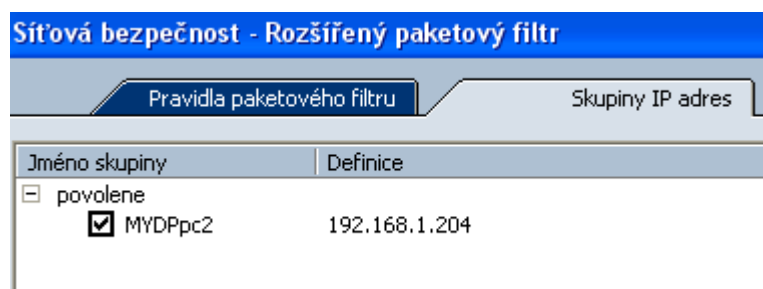 Síťová bezpečnost - Rozšířený paketový filtr
Pravidla paketového filtru Skupiny IP adres
Jméno skupiny Definice
povolene
MYDPpc2 192.168.1.204